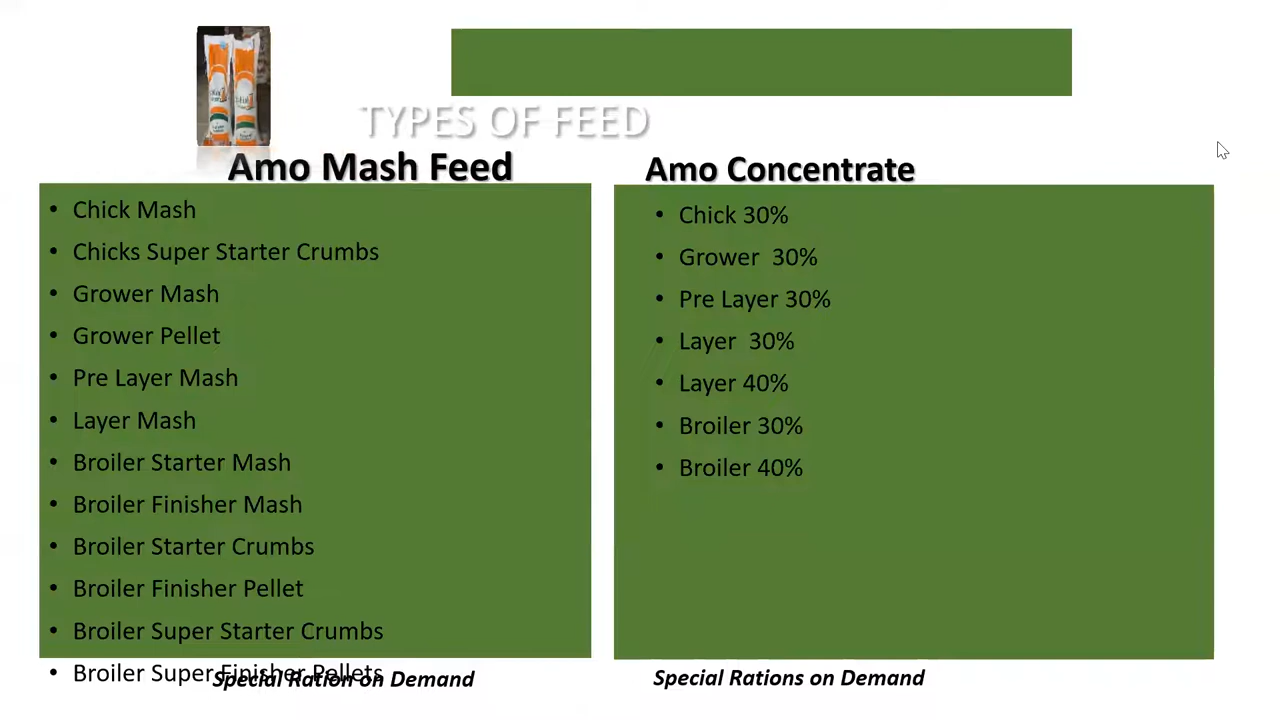 TYPES OF FEED
Amo Mash Feed
• Chick Mash
• Chicks Super Starter Crumbs
• Grower Mash
• Grower Pellet
• Pre Layer Mash
• Layer Mash
• Broiler Starter Mash
• Broiler Finisher Mash
• Broiler Starter Crumbs
• Broiler Finisher Pellet
• Broiler Super Starter Crumbs
• Broiler Super Finisher Pellets
Special Ration on Demand
Amo Concentrate
• Chick 30%
• Grower  30%
• Pre Layer 30%
• Layer  30%
• Layer 40%
• Broiler 30%
• Broiler 40%
Special Rations on Demand